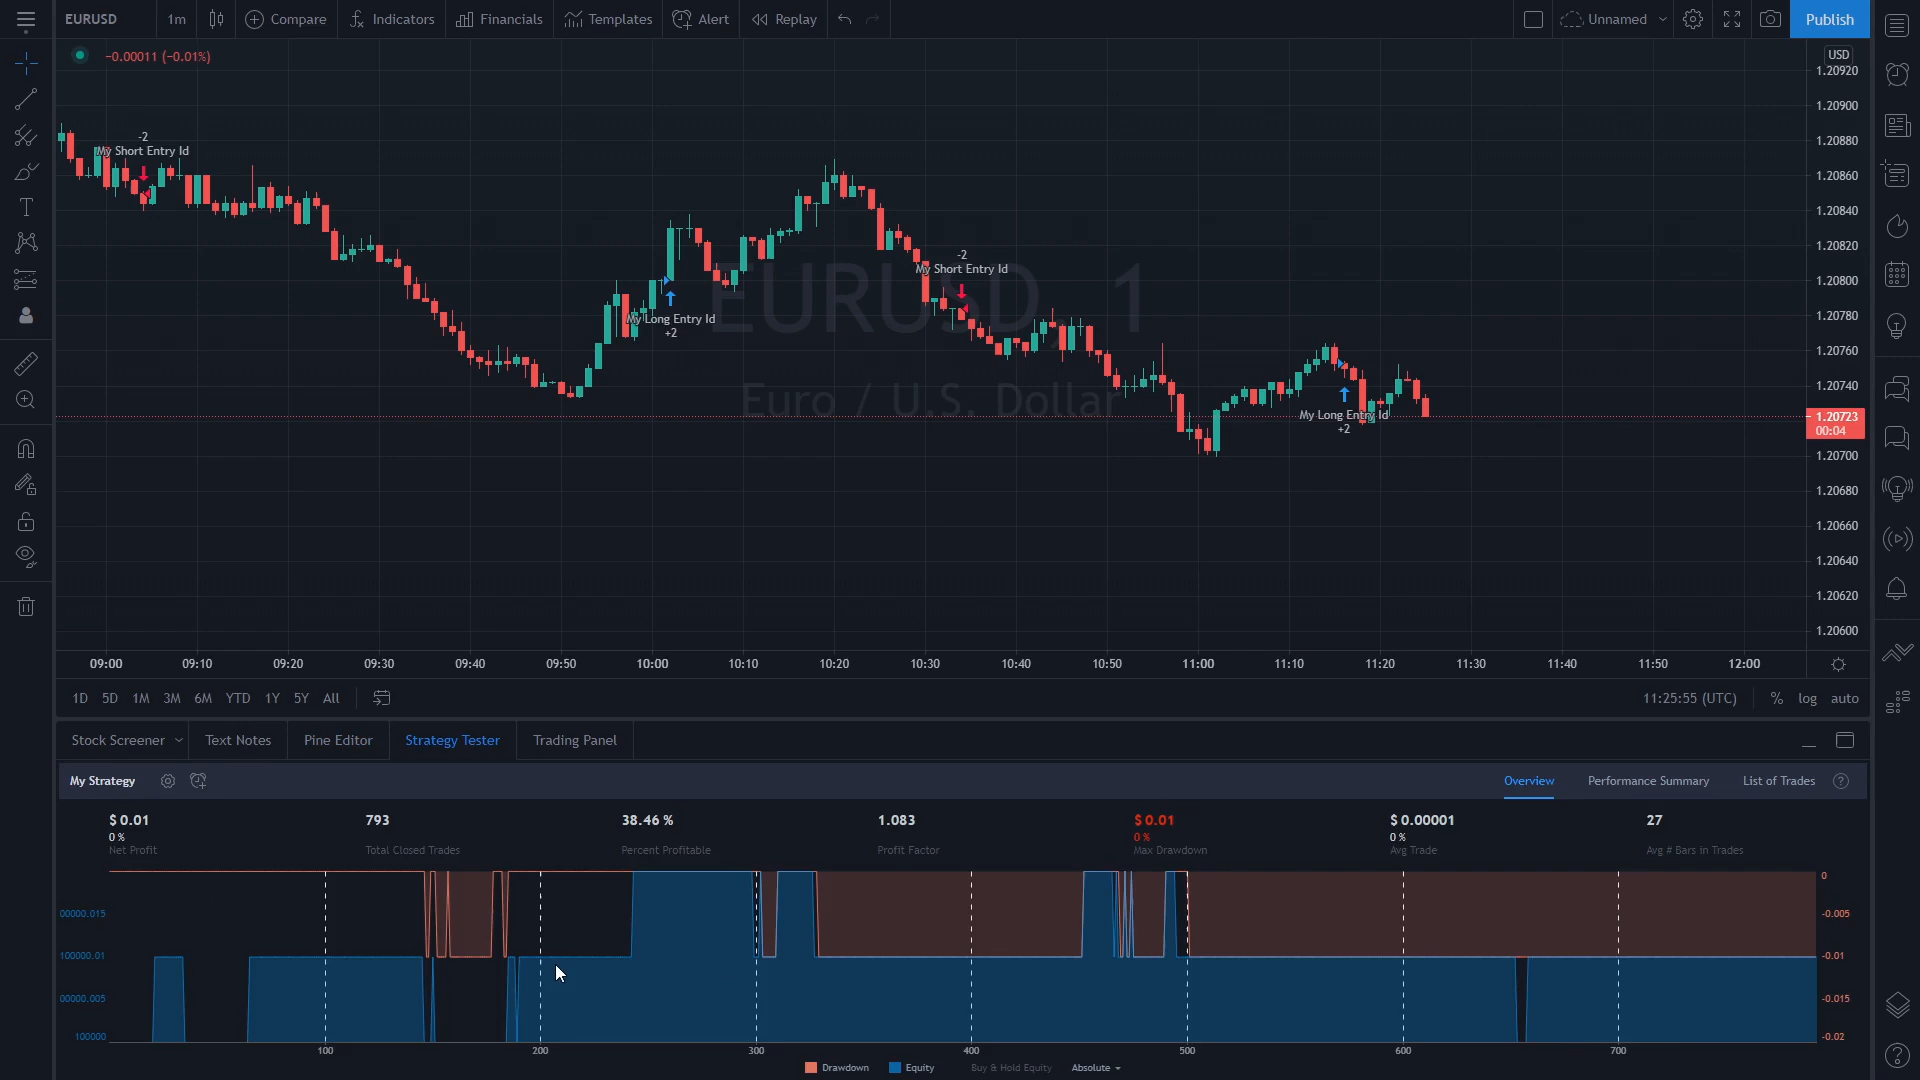 EURUSD 1m Compare Indicators Financials Templates Alert Replay Unnamed Publish
−0.00011 (−0.01%)
USD
1.20920
1.20900
1.20880
1.20860
1.20840
1.20820
1.20800
1.20780
1.20760
1.20740
1.20723
00:04
1.20700
1.20680
1.20660
1.20640
1.20620
1.20600
-2
My Short Entry Id
My Long Entry Id
+2
-2
My Short Entry Id
My Long Entry Id
+2
EURUSD, 1
Euro / U.S. Dollar
09:00 09:10 09:20 09:30 09:40 09:50 10:00 10:10 10:20 10:30 10:40 10:50 11:00 11:10 11:20 11:30 11:40 11:50 12:00
1D 5D 1M 3M 6M YTD 1Y 5Y All 11:25:55 (UTC) % log auto
Stock Screener Text Notes Pine Editor Strategy Tester Trading Panel
My Strategy Overview Performance Summary List of Trades
$ 0.01 793 38.46 % 1.083 $ 0.01 $ 0.00001 27
0 % 0 % 0 %
Net Profit Total Closed Trades Percent Profitable Profit Factor Max Drawdown Avg Trade Avg # Bars in Trades
00000.015
100000.01
00000.005
100000
0
-0.005
-0.01
-0.015
-0.02
100 200 300 400 500 600 700
Drawdown Equity Buy & Hold Equity Absolute